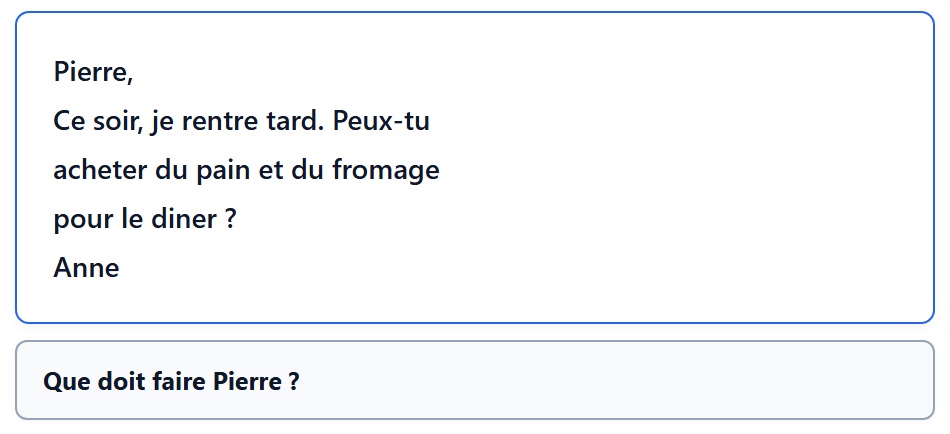 Pierre,
Ce soir, je rentre tard. Peux-tu
acheter du pain et du fromage
pour le diner ?
Anne
Que doit faire Pierre ?